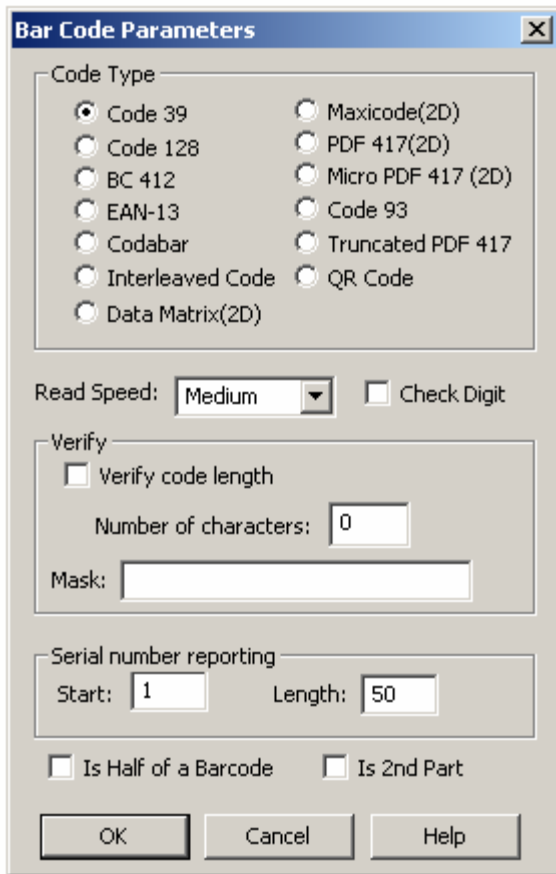 Bar Code Parameters
Code Type
Code 39
Maxicode(2D)
Code 128
PDF 417(2D)
BC 412
Micro PDF 417 (2D)
EAN-13
Code 93
Codabar
Truncated PDF 417
Interleaved Code
QR Code
Data Matrix(2D)
Read Speed: Medium Check Digit
Verify
Verify code length
Number of characters: 0
Mask:
Serial number reporting
Start: 1 Length: 50
Is Half of a Barcode Is 2nd Part
OK Cancel Help